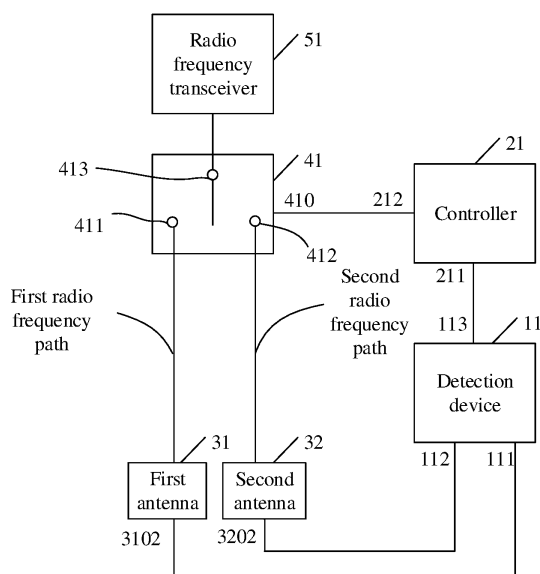 Radio
frequency
transceiver
51
413
41
411
412
410
212
21
Controller
211
First radio
frequency
path
Second
radio
frequency
path
113
11
Detection
device
112
111
31
First
antenna
3102
32
Second
antenna
3202